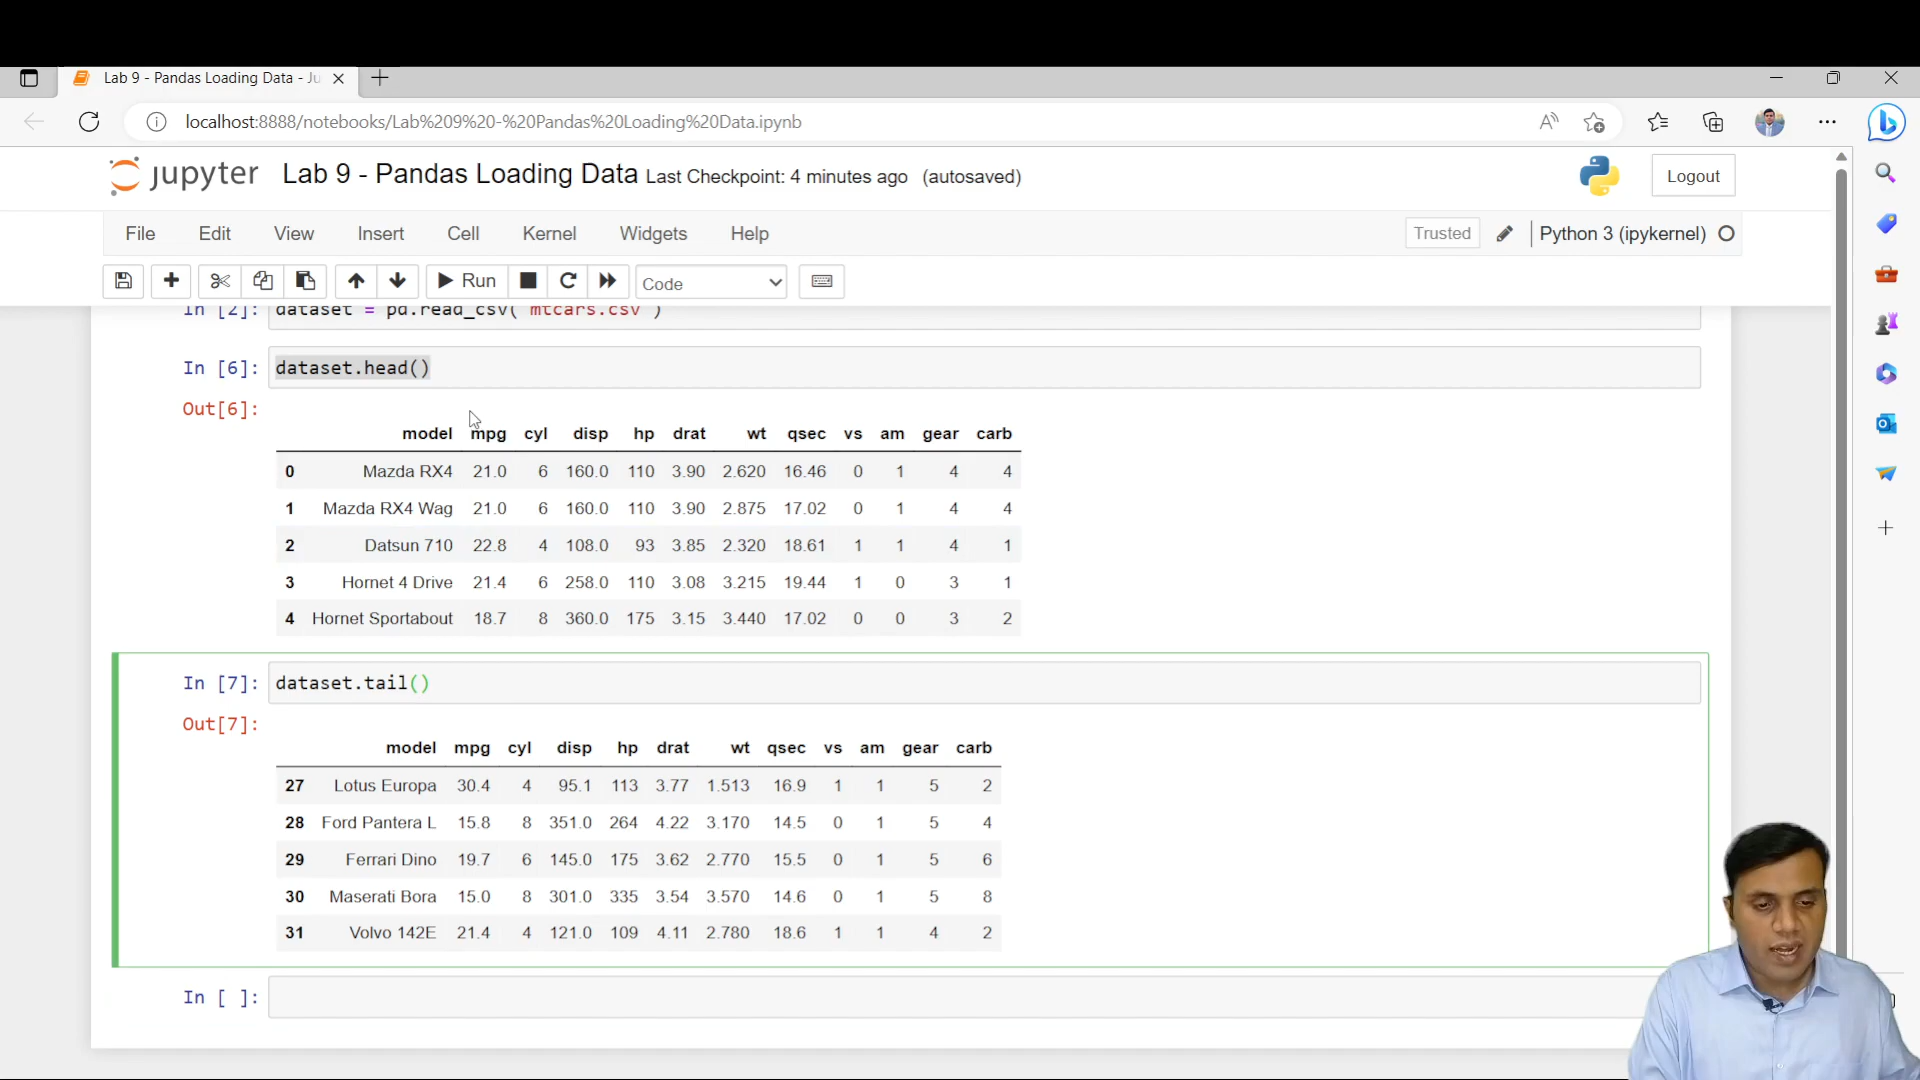 Lab 9 - Pandas Loading Data - Ju
localhost:8888/notebooks/Lab%209%20-%20Pandas%20Loading%20Data.ipynb
jupyter Lab 9 - Pandas Loading Data Last Checkpoint: 4 minutes ago (autosaved)
Logout
File Edit View Insert Cell Kernel Widgets Help
Trusted Python 3 (ipykernel)
Run Code
In [2]: dataset = pd.read_csv('mtcars.csv')
In [6]: dataset.head()
Out[6]:
model mpg cyl disp hp drat wt qsec vs am gear carb
0 Mazda RX4 21.0 6 160.0 110 3.90 2.620 16.46 0 1 4 4
1 Mazda RX4 Wag 21.0 6 160.0 110 3.90 2.875 17.02 0 1 4 4
2 Datsun 710 22.8 4 108.0 93 3.85 2.320 18.61 1 1 4 1
3 Hornet 4 Drive 21.4 6 258.0 110 3.08 3.215 19.44 1 0 3 1
4 Hornet Sportabout 18.7 8 360.0 175 3.15 3.440 17.02 0 0 3 2
In [7]: dataset.tail()
Out[7]:
model mpg cyl disp hp drat wt qsec vs am gear carb
27 Lotus Europa 30.4 4 95.1 113 3.77 1.513 16.9 1 1 5 2
28 Ford Pantera L 15.8 8 351.0 264 4.22 3.170 14.5 0 1 5 4
29 Ferrari Dino 19.7 6 145.0 175 3.62 2.770 15.5 0 1 5 6
30 Maserati Bora 15.0 8 301.0 335 3.54 3.570 14.6 0 1 5 8
31 Volvo 142E 21.4 4 121.0 109 4.11 2.780 18.6 1 1 4 2
In [ ]: